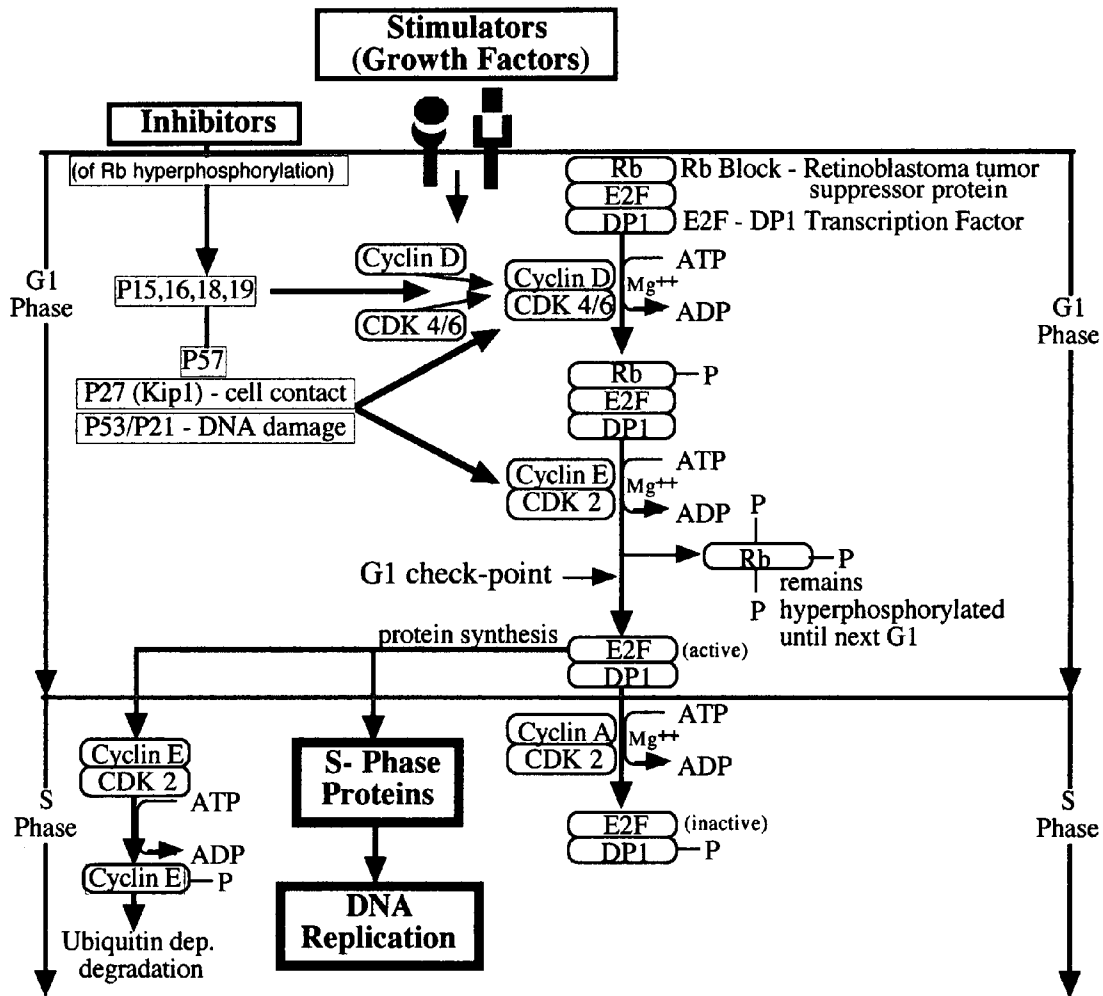 Stimulators
(Growth Factors)
Inhibitors
(of Rb hyperphosphorylation)
Rb
Rb Block - Retinoblastoma tumor
suppressor protein
E2F
DP1
E2F - DP1 Transcription Factor
G1
Phase
P15,16,18,19
Cyclin D
CDK 4/6
Cyclin D
CDK 4/6
ATP
Mg++
ADP
G1
Phase
P57
P27 (Kip1) - cell contact
P53/P21 - DNA damage
Rb
P
E2F
DP1
Cyclin E
CDK 2
ATP
Mg++
ADP
P
Rb
P
P
remains
hyperphosphorylated
until next G1
G1 check-point
protein synthesis
E2F
(active)
DP1
S
Phase
Cyclin E
CDK 2
ATP
ADP
Cyclin E
P
Ubiquitin dep.
degradation
S- Phase
Proteins
DNA
Replication
Cyclin A
CDK 2
ATP
Mg++
ADP
E2F
(inactive)
DP1
P
S
Phase